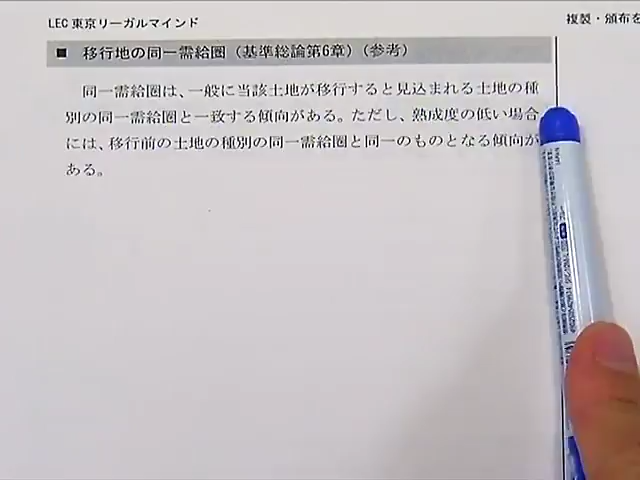 LEC東京リーガルマインド
複製・頒布を
■ 移行地の同一需給圏（基準総論第6章）（参考）
同一需給圏は、一般に当該土地が移行すると見込まれる土地の種
別の同一需給圏と一致する傾向がある。ただし、熟成度の低い場合
には、移行前の土地の種別の同一需給圏と同一のものとなる傾向が
ある。